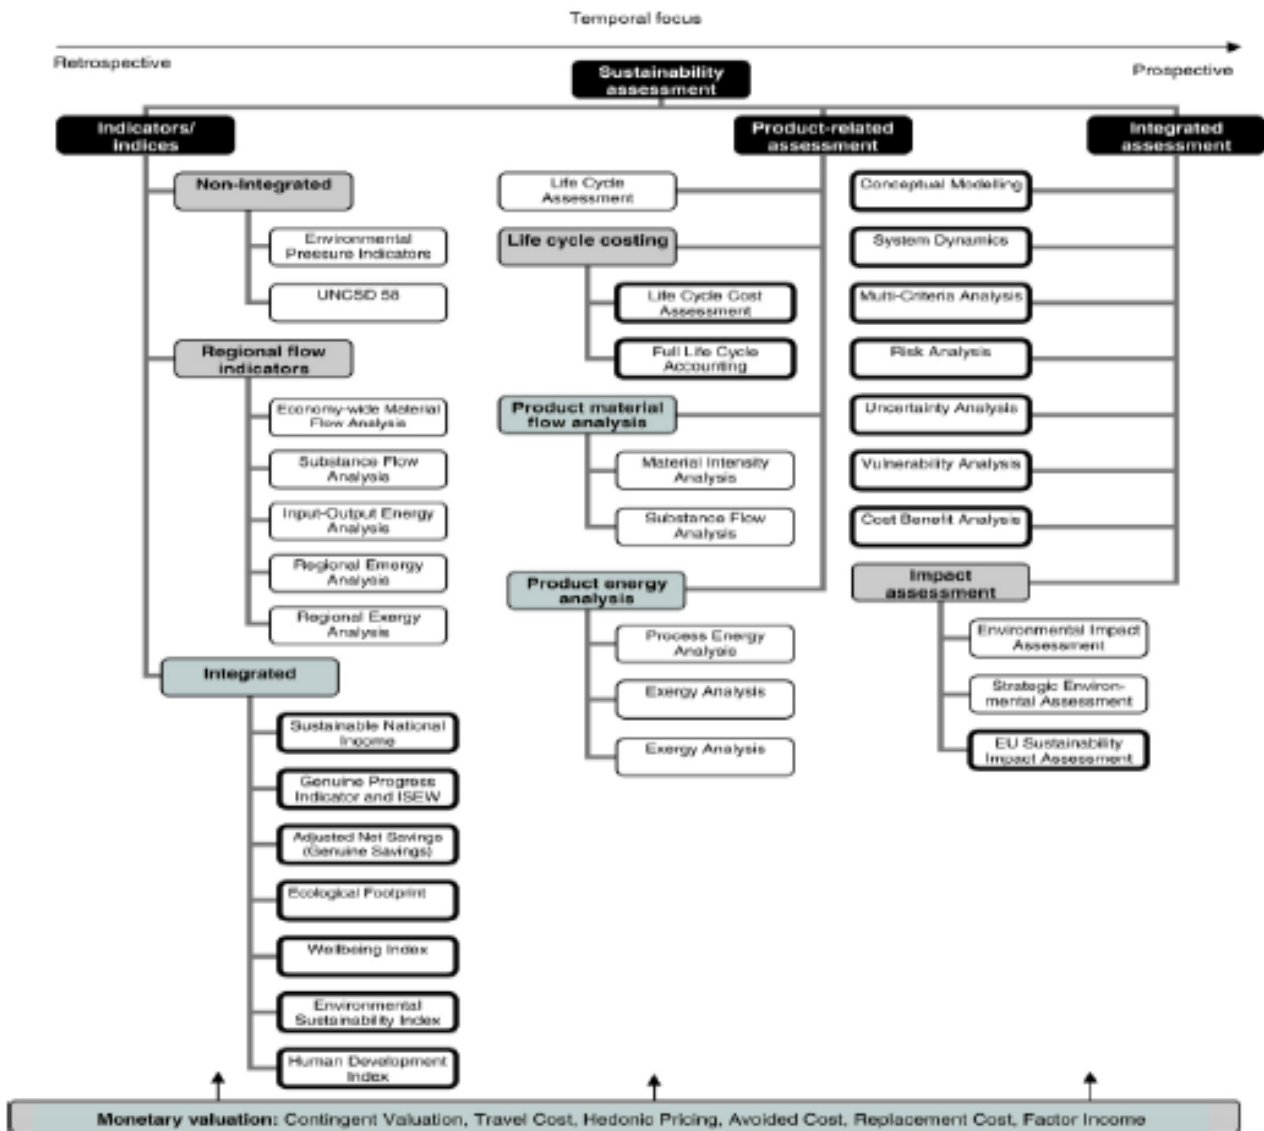 Temporal focus
Retrospective
Prospective
Sustainability
assessment
Indicators/
indices
Product-related
assessment
Integrated
assessment
Non-Integrated
Environmental
Pressure Indicators
UNCSD 58
Regional flow
indicators
Economy-wide Material
Flow Analysis
Substance Flow
Analysis
Input-Output Energy
Analysis
Regional Emergy
Analysis
Regional Exergy
Analysis
Integrated
Sustainable National
Income
Genuine Progress
Indicator and ISEW
Adjusted Net Savings
(Genuine Savings)
Ecological Footprint
Wellbeing Index
Environmental
Sustainability Index
Human Development
Index
Life Cycle
Assessment
Life cycle costing
Life Cycle Cost
Assessment
Full Life Cycle
Accounting
Product material
flow analysis
Material Intensity
Analysis
Substance Flow
Analysis
Product energy
analysis
Process Energy
Analysis
Exergy Analysis
Exergy Analysis
Conceptual Modelling
System Dynamics
Multi-Criteria Analysis
Risk Analysis
Uncertainty Analysis
Vulnerability Analysis
Cost Benefit Analysis
Impact
assessment
Environmental Impact
Assessment
Strategic Environ-
mental Assessment
EU Sustainability
Impact Assessment
Monetary valuation: Contingent Valuation, Travel Cost, Hedonic Pricing, Avoided Cost, Replacement Cost, Factor Income